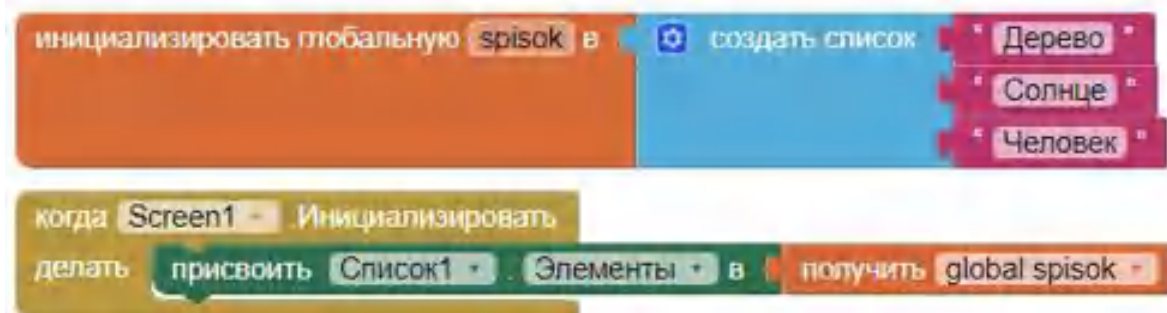 инициализировать глобальную spisok в создать список " Дерево "
" Солнце "
" Человек "
когда Screen1 .Инициализировать
делать присвоить Список1 . Элементы в получить global spisok